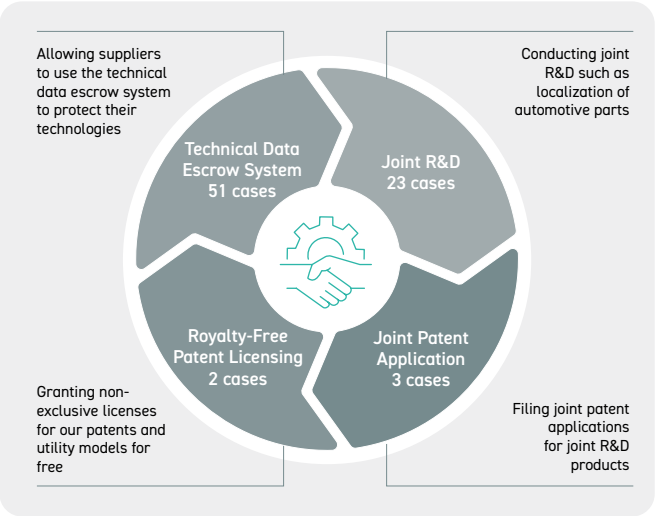 Allowing suppliers
to use the technical
data escrow system
to protect their
technologies
Conducting joint
R&D such as
localization of
automotive parts
Technical Data
Escrow System
51 cases
Joint R&D
23 cases
Royalty-Free
Patent Licensing
2 cases
Joint Patent
Application
3 cases
Granting non-
exclusive licenses
for our patents and
utility models for
free
Filing joint patent
applications
for joint R&D
products